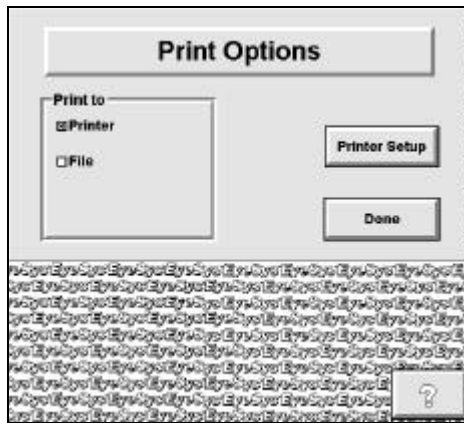 Print Options
Print to
Printer
File
Printer Setup
Done
?